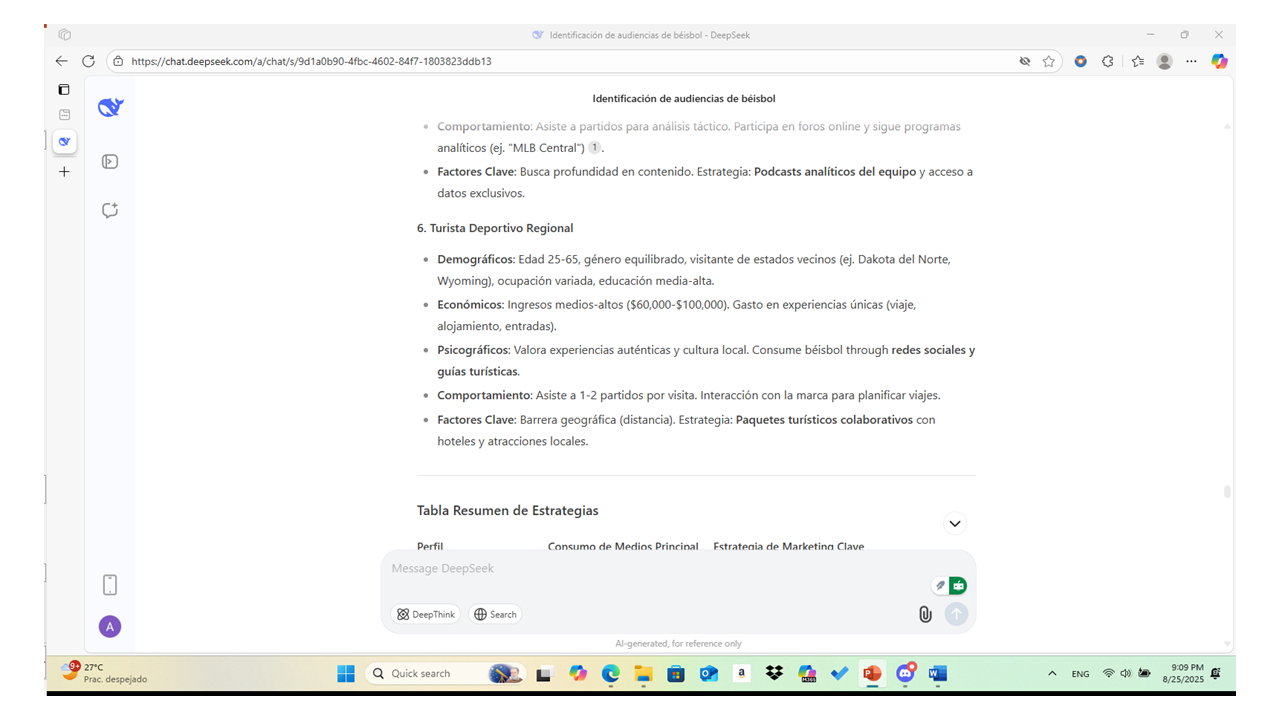 Identificación de audiencias de béisbol - DeepSeek
https://chat.deepseek.com/a/chat/s/9d1a0b90-4fbc-4602-84f7-1803823ddb13
Identificación de audiencias de béisbol
• Comportamiento: Asiste a partidos para análisis táctico. Participa en foros online y sigue programas
analíticos (ej. "MLB Central") 1 .
• Factores Clave: Busca profundidad en contenido. Estrategia: Podcasts analíticos del equipo y acceso a
datos exclusivos.
6. Turista Deportivo Regional
• Demográficos: Edad 25-65, género equilibrado, visitante de estados vecinos (ej. Dakota del Norte,
Wyoming), ocupación variada, educación media-alta.
• Económicos: Ingresos medios-altos ($60,000-$100,000). Gasto en experiencias únicas (viaje,
alojamiento, entradas).
• Psicográficos: Valora experiencias auténticas y cultura local. Consume béisbol through redes sociales y
guías turísticas.
• Comportamiento: Asiste a 1-2 partidos por visita. Interacción con la marca para planificar viajes.
• Factores Clave: Barrera geográfica (distancia). Estrategia: Paquetes turísticos colaborativos con
hoteles y atracciones locales.
Tabla Resumen de Estrategias
Perfil Consumo de Medios Principal Estrategia de Marketing Clave
Message DeepSeek
DeepThink Search
A
AI-generated, for reference only
9+ 27°C
Prac. despejado
Quick search
a
M365
ENG
9:09 PM
8/25/2025